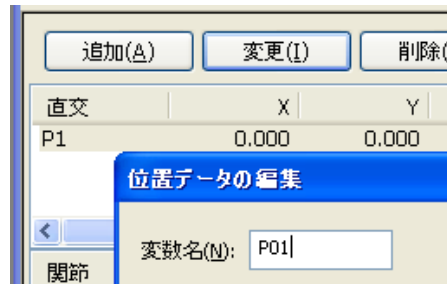 追加(A) 変更(I) 削除(
直交 X Y
P1 0.000 0.000
位置データの編集
変数名(N): P01
関節